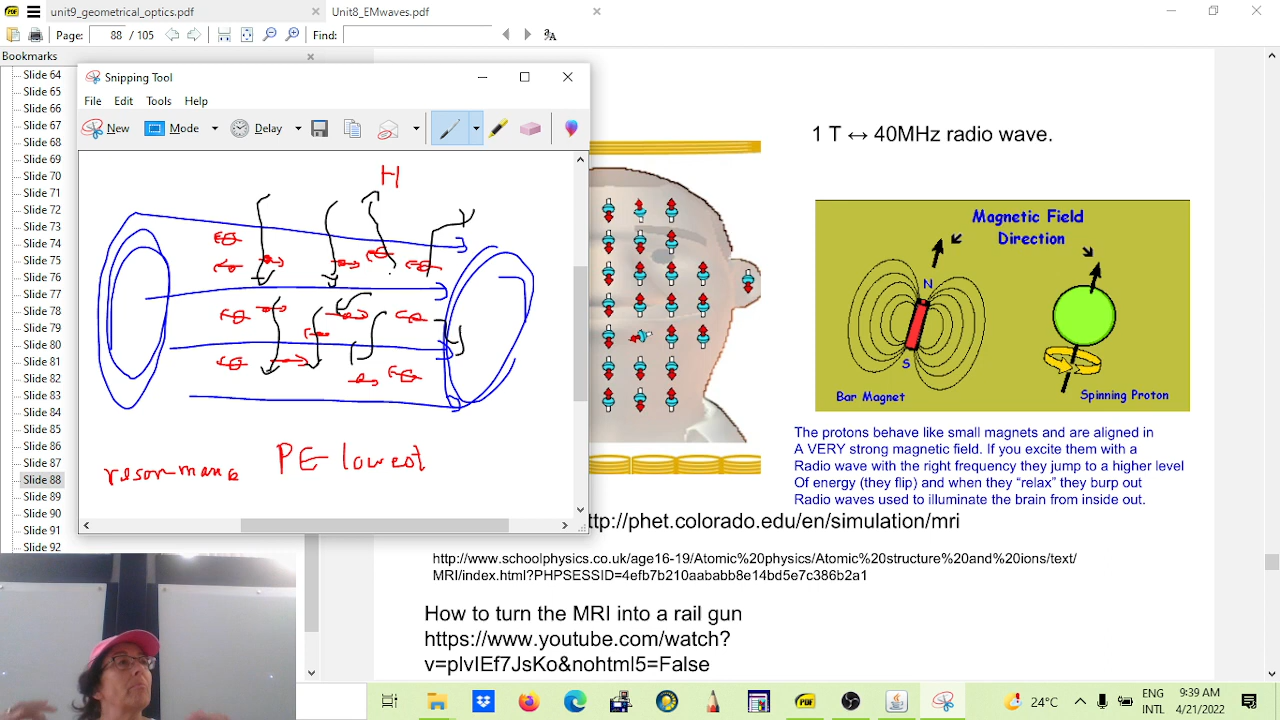 unit9_geometrical_optics.pdf
Unit8_EMwaves.pdf
Page: 88 / 105
Find:
Bookmarks
Slide 64
Slide 65
Slide 66
Slide 67
Slide 68
Slide 69
Slide 70
Slide 71
Slide 72
Slide 73
Slide 74
Slide 75
Slide 76
Slide 77
Slide 78
Slide 79
Slide 80
Slide 81
Slide 82
Slide 83
Slide 84
Slide 85
Slide 86
Slide 87
Slide 88
Slide 89
Slide 90
Slide 91
Slide 92
Snipping Tool
File Edit Tools Help
New Mode Delay
H
PE lowest
1 T ↔ 40MHz radio wave.
Magnetic Field
Direction
N
S
Bar Magnet
Spinning Proton
The protons behave like small magnets and are aligned in
A VERY strong magnetic field. If you excite them with a
Radio wave with the right frequency they jump to a higher level
Of energy (they flip) and when they "relax" they burp out
Radio waves used to illuminate the brain from inside out.
ttp://phet.colorado.edu/en/simulation/mri
http://www.schoolphysics.co.uk/age16-19/Atomic%20physics/Atomic%20structure%20and%20ions/text/
MRI/index.html?PHPSESSID=4efb7b210aababb8e14bd5e7c386b2a1
How to turn the MRI into a rail gun
https://www.youtube.com/watch?
v=plvIEf7JsKo&nohtml5=False
24°C
ENG
INTL
9:39 AM
4/21/2022